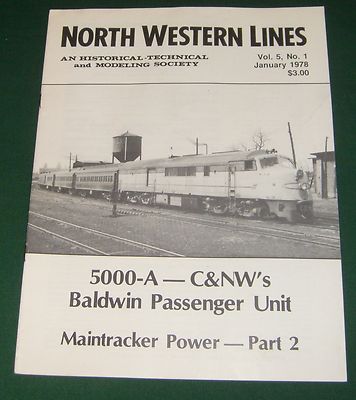 NORTH WESTERN LINES
AN HISTORICAL-TECHNICAL
and MODELING SOCIETY
Vol. 5, No. 1
January 1978
$3.00
5000-A — C&NW's
Baldwin Passenger Unit
Maintracker Power — Part 2